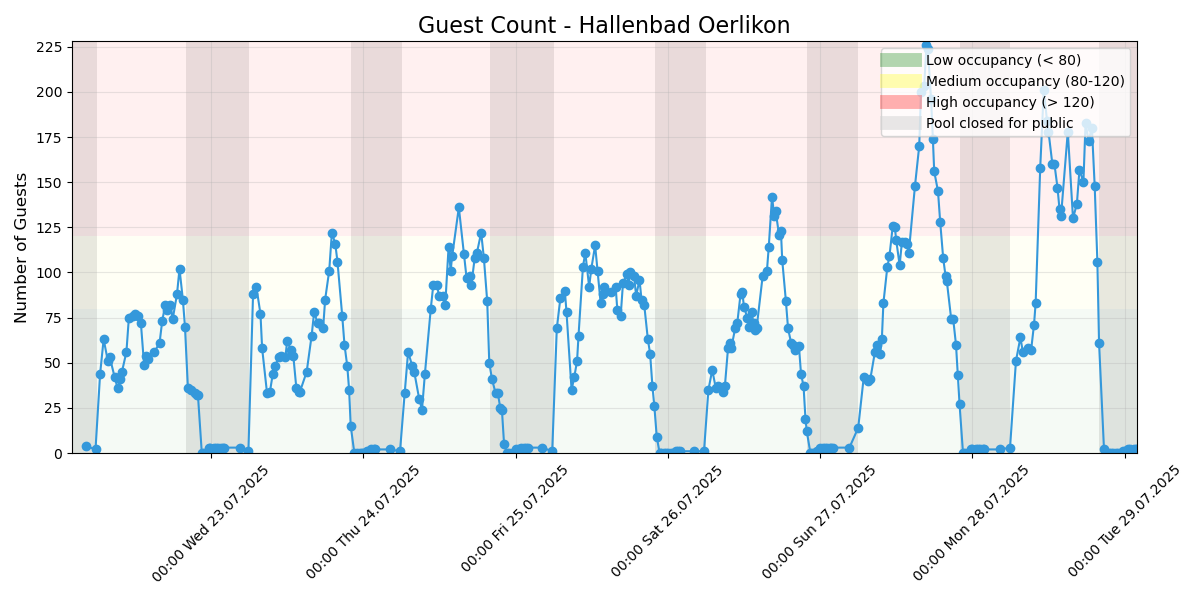 Guest Count - Hallenbad Oerlikon
Number of Guests
225
200
175
150
125
100
75
50
25
0
Low occupancy (< 80)
Medium occupancy (80-120)
High occupancy (> 120)
Pool closed for public
00:00 Wed 23.07.2025
00:00 Thu 24.07.2025
00:00 Fri 25.07.2025
00:00 Sat 26.07.2025
00:00 Sun 27.07.2025
00:00 Mon 28.07.2025
00:00 Tue 29.07.2025